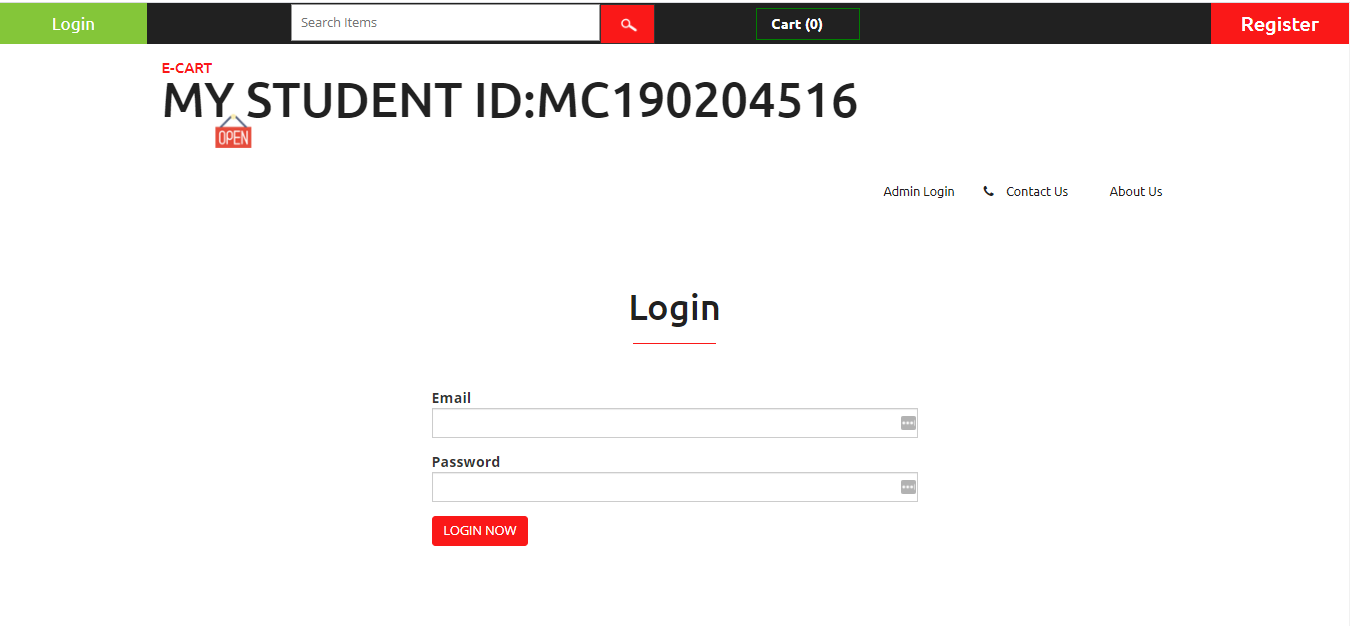 Login
Search Items
Cart (0)
Register
E-CART
MY STUDENT ID:MC190204516
OPEN
Admin Login
Contact Us
About Us
Login
Email
Password
LOGIN NOW